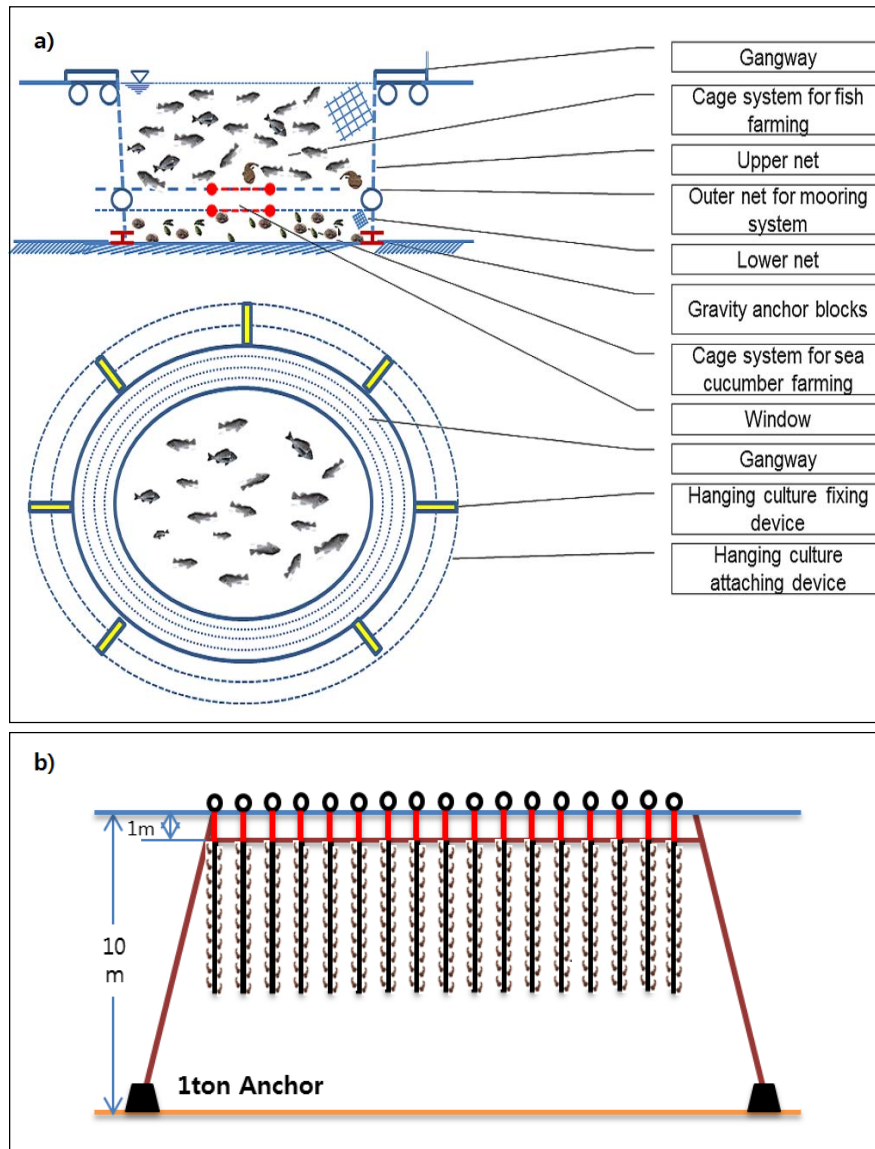 a)
Gangway
Cage system for fish
farming
Upper net
Outer net for mooring
system
Lower net
Gravity anchor blocks
Cage system for sea
cucumber farming
Window
Gangway
Hanging culture fixing
device
Hanging culture
attaching device
b)
1m
10
m
1ton Anchor